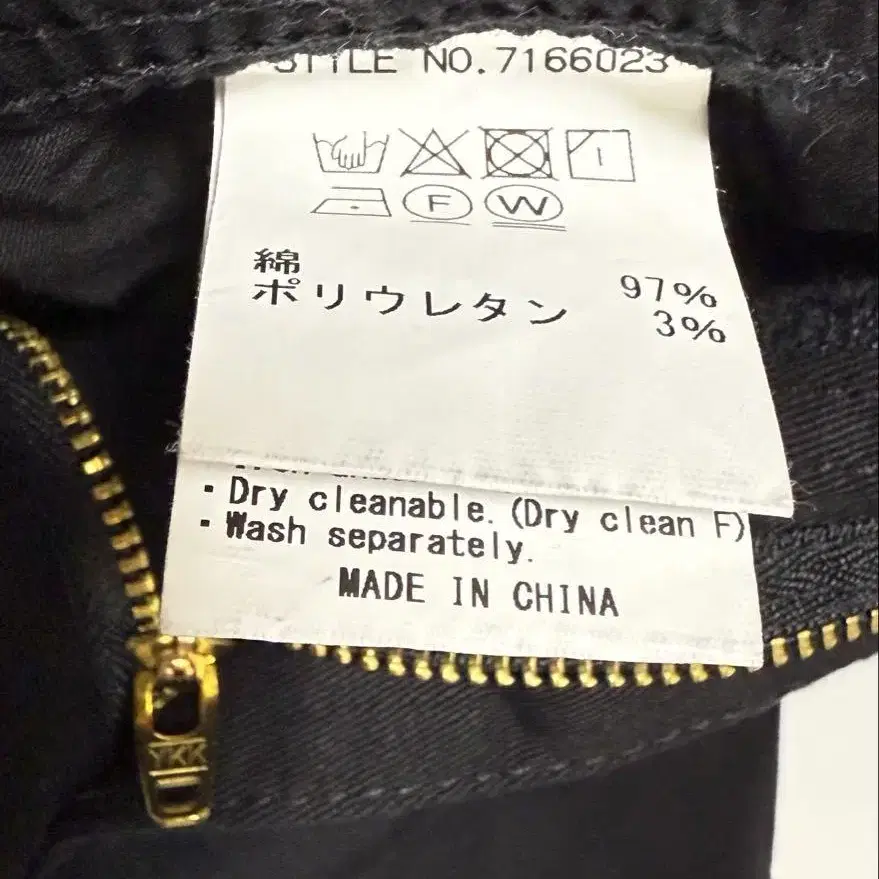 STYLE NO.7166023
F W
綿 97%
ポリウレタン 3%
・Dry cleanable.(Dry clean F)
・Wash separately.
MADE IN CHINA
YKK